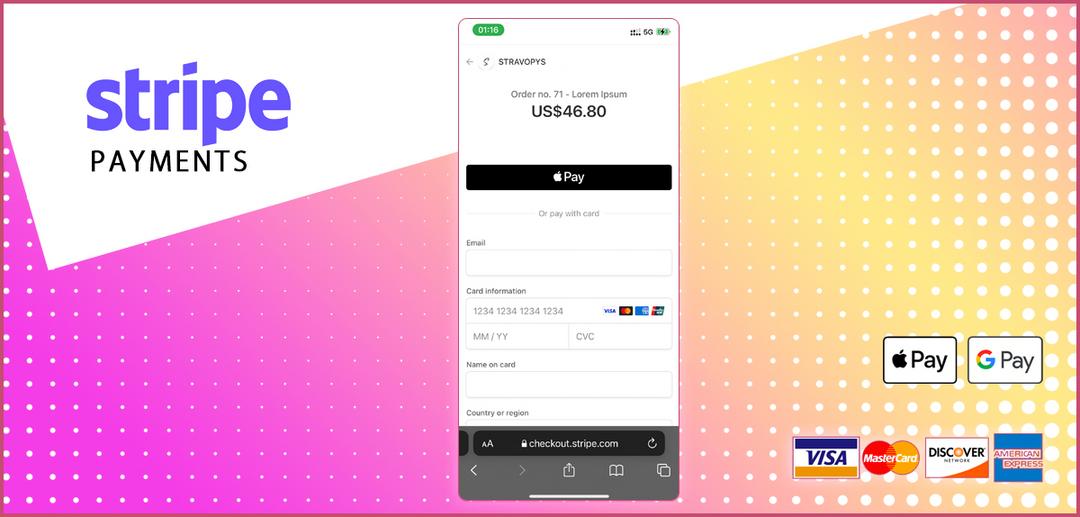 stripe
PAYMENTS
01:16
5G
STRAVOPYS
Order no. 71 - Lorem Ipsum
US$46.80
Pay
Or pay with card
Email
Card information
1234 1234 1234 1234
VISA
MM / YY
CVC
Name on card
Country or region
AA
checkout.stripe.com
Pay
G Pay
VISA
MasterCard
DISCOVER
NETWORK
AMERICAN
EXPRESS